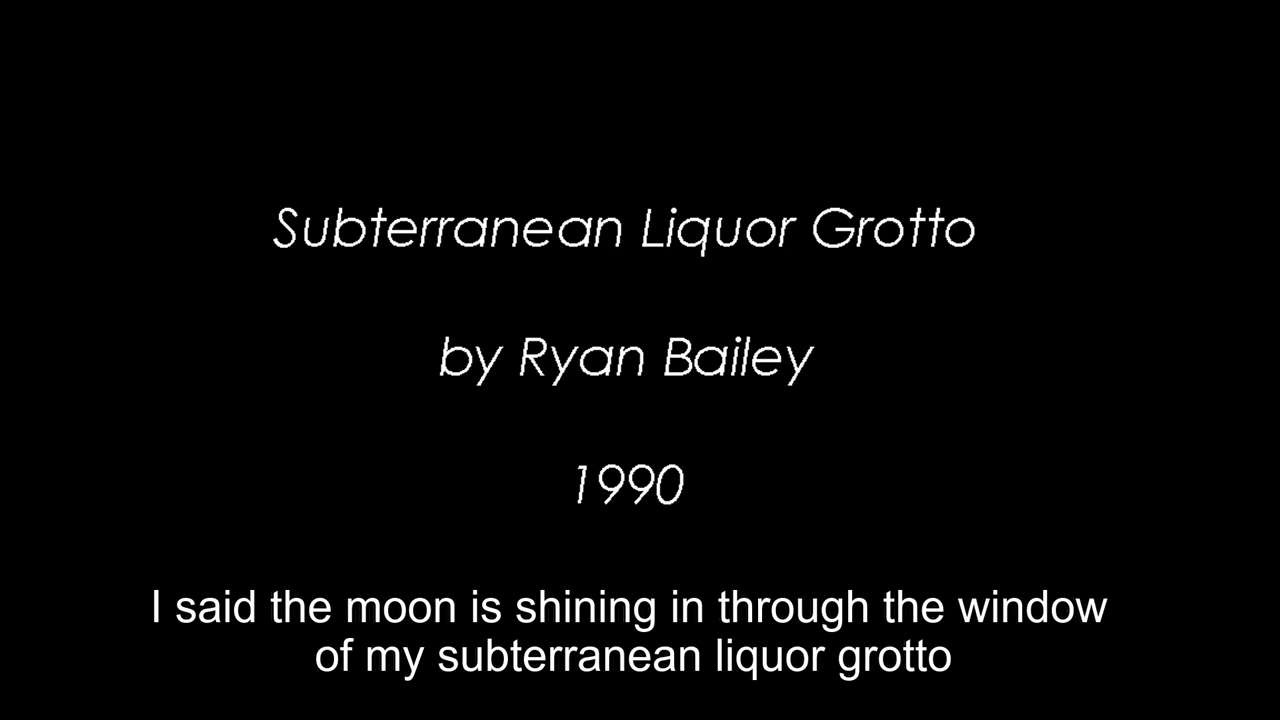 Subterranean Liquor Grotto
by Ryan Bailey
1990
I said the moon is shining in through the window
of my subterranean liquor grotto